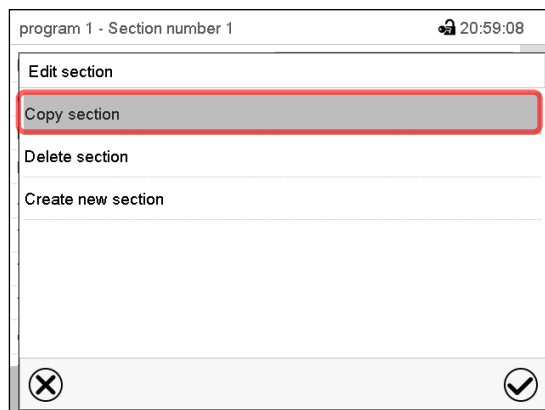 program 1 - Section number 1 20:59:08
Edit section
Copy section
Delete section
Create new section